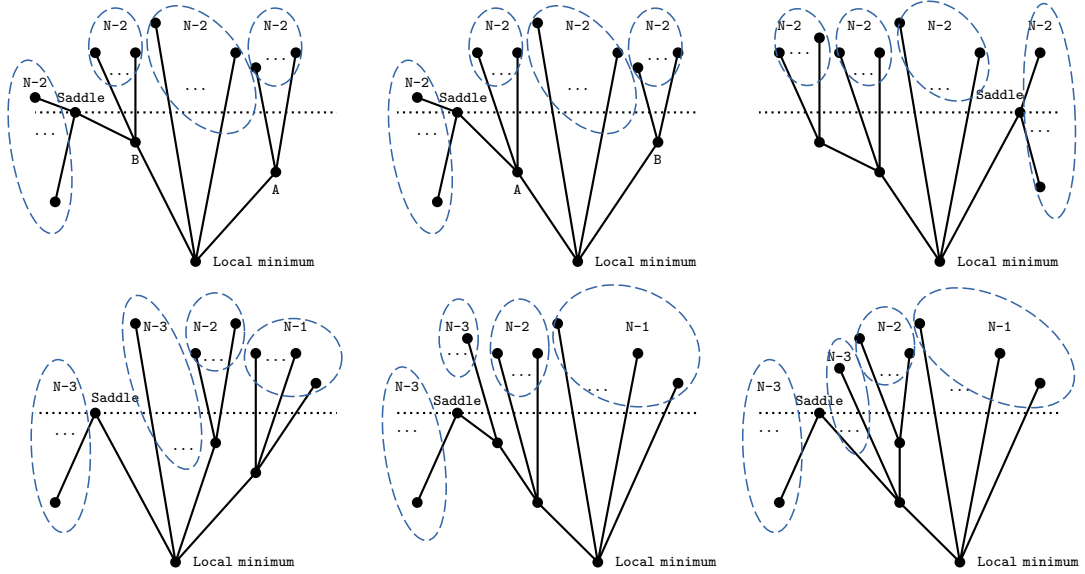 N-2 N-2 N-2
N-2 Saddle
B A
Local minimum
N-2 N-2 N-2
N-2 Saddle
A B
Local minimum
N-2 N-2 N-2 N-2
Saddle
Local minimum
N-3 N-2 N-1
N-3 Saddle
Local minimum
N-3 N-2 N-1
N-3 Saddle
Local minimum
N-3 N-2 N-1
N-3 Saddle
Local minimum